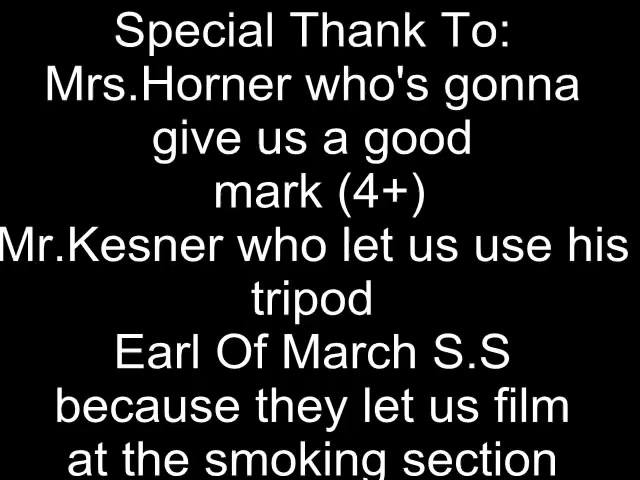 Special Thank To:
Mrs.Horner who's gonna
give us a good
mark (4+)
Mr.Kesner who let us use his
tripod
Earl Of March S.S
because they let us film
at the smoking section